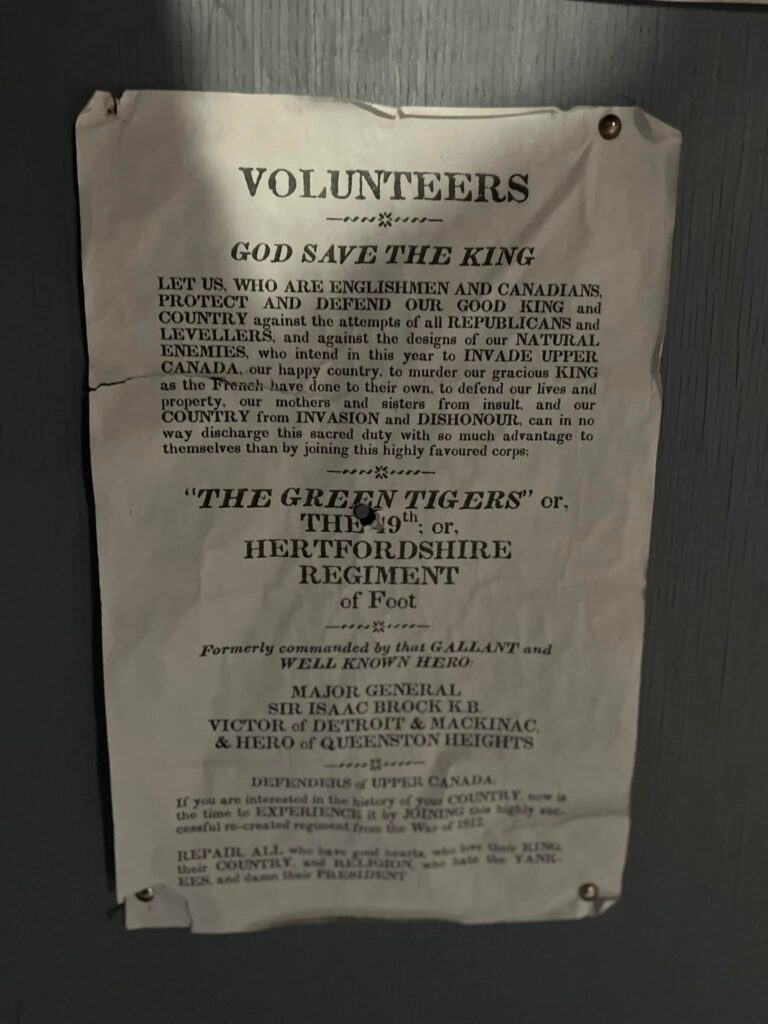 VOLUNTEERS
GOD SAVE THE KING
LET US, WHO ARE ENGLISHMEN AND CANADIANS,
PROTECT AND DEFEND OUR GOOD KING and
COUNTRY against the attempts of all REPUBLICANS and
LEVELLERS, and against the designs of our NATURAL
ENEMIES, who intend in this year to INVADE UPPER
CANADA, our happy country, to murder our gracious KING
as the French have done to their own, to defend our lives and
property, our mothers and sisters from insult, and our
COUNTRY from INVASION and DISHONOUR, can in no
way discharge this sacred duty with so much advantage to
themselves than by joining this highly favoured corps;
"THE GREEN TIGERS" or,
THE 49th; or,
HERTFORDSHIRE
REGIMENT
of Foot
Formerly commanded by that GALLANT and
WELL KNOWN HERO:
MAJOR GENERAL
SIR ISAAC BROCK K.B.
VICTOR of DETROIT & MACKINAC,
& HERO of QUEENSTON HEIGHTS
DEFENDERS of UPPER CANADA:
If you are interested in the history of your COUNTRY, now is
the time to EXPERIENCE it by JOINING this highly suc-
cessful re-created regiment from the War of 1812.
REPAIR, ALL who have good hearts, who love their KING,
their COUNTRY, and RELIGION, who hate the YANK-
EES, and damn their PRESIDENT